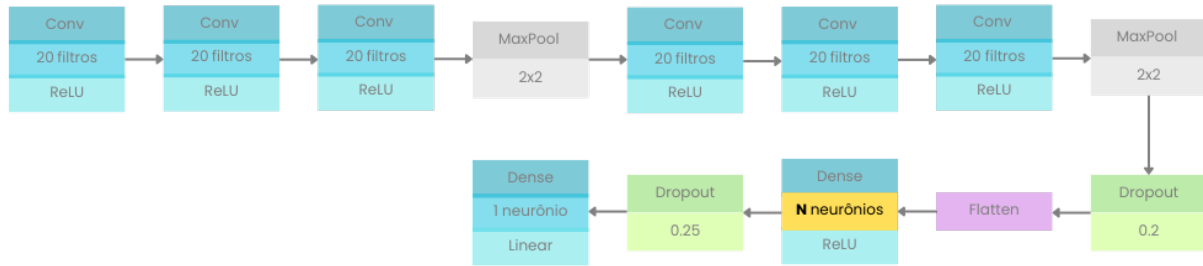 Conv
20 filtros
ReLU
Conv
20 filtros
ReLU
Conv
20 filtros
ReLU
MaxPool
2x2
Conv
20 filtros
ReLU
Conv
20 filtros
ReLU
Conv
20 filtros
ReLU
MaxPool
2x2
Dropout
0.2
Flatten
Dense
N neurônios
ReLU
Dropout
0.25
Dense
1 neurônio
Linear